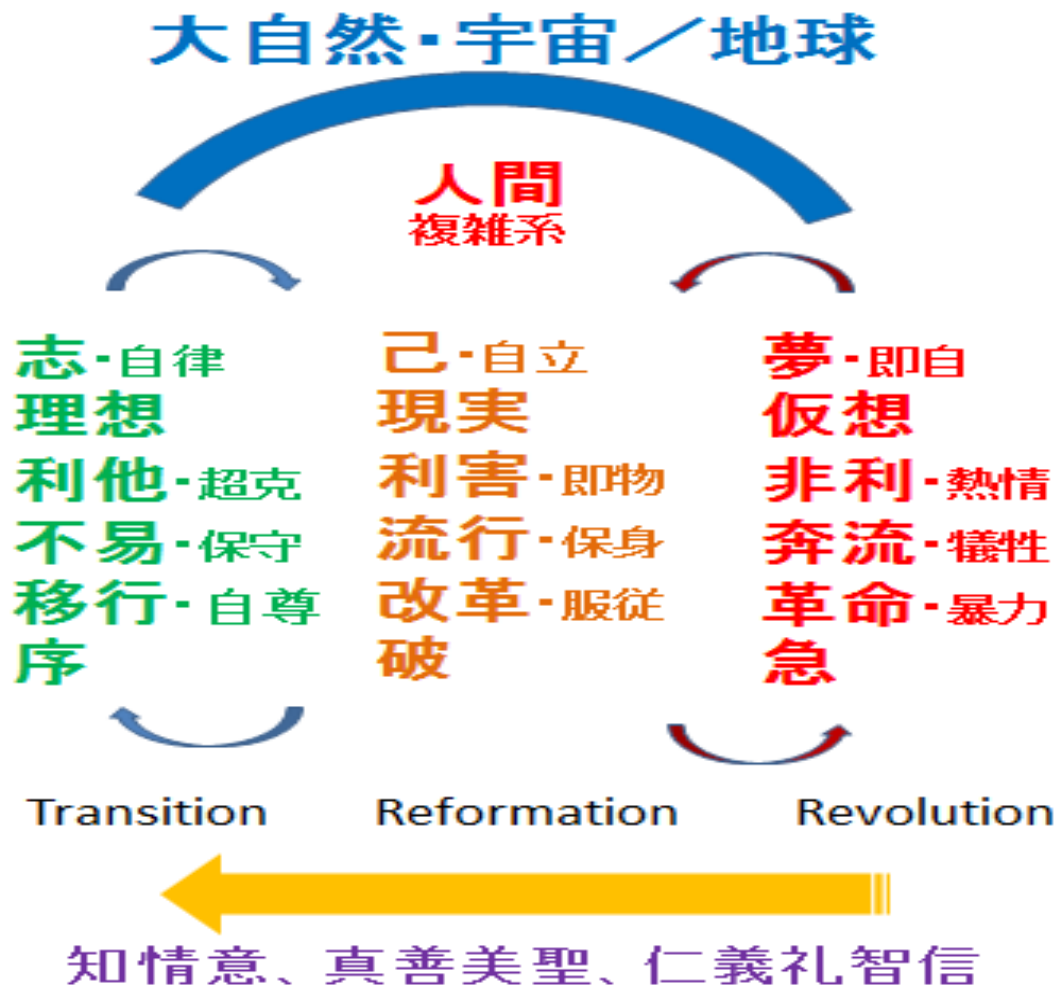 大自然・宇宙／地球
人間
複雑系
志・自律
理想
利他・超克
不易・保守
移行・自尊
序
己・自立
現実
利害・即物
流行・保身
改革・服従
破
夢・即自
仮想
非利・熱情
奔流・犠牲
革命・暴力
急
Transition
Reformation
Revolution
知情意、真善美聖、仁義礼智信